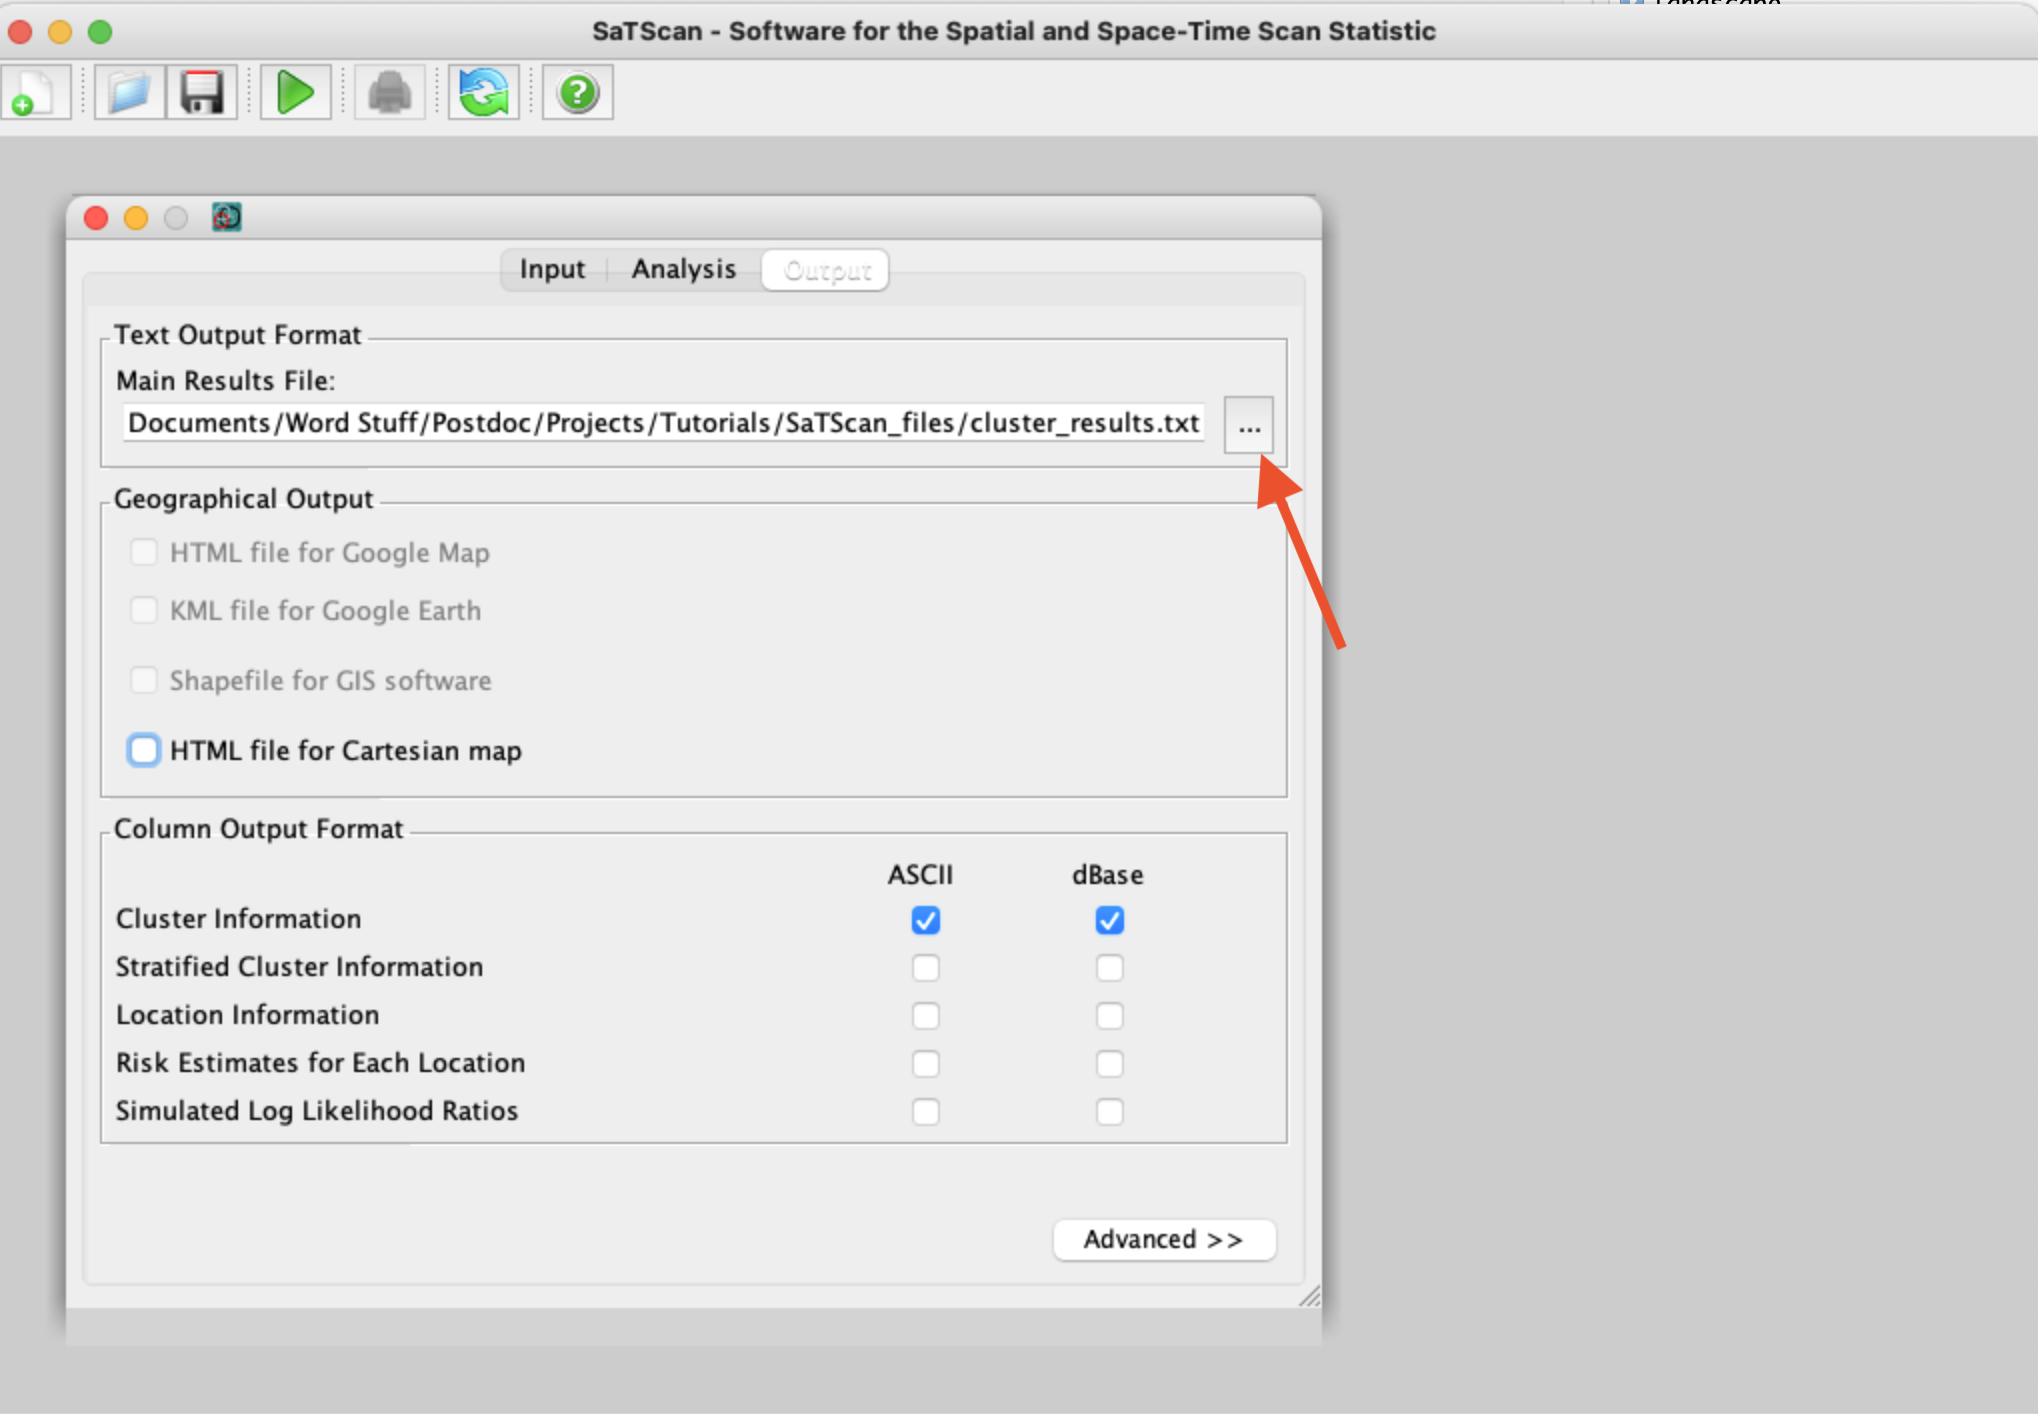 SaTScan - Software for the Spatial and Space-Time Scan Statistic
Input Analysis Output
Text Output Format
Main Results File:
Documents/Word Stuff/Postdoc/Projects/Tutorials/SaTScan_files/cluster_results.txt ...
Geographical Output
HTML file for Google Map
KML file for Google Earth
Shapefile for GIS software
HTML file for Cartesian map
Column Output Format
ASCII dBase
Cluster Information
Stratified Cluster Information
Location Information
Risk Estimates for Each Location
Simulated Log Likelihood Ratios
Advanced >>